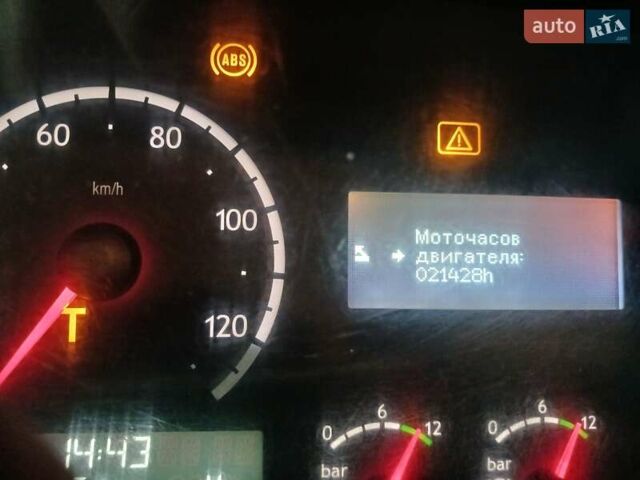 auto RIA .com
ABS
60 80
km/h
100
Моточасов
двигателя:
021428h
T
120
6 12 6 12
0 0
14:43
bar bar